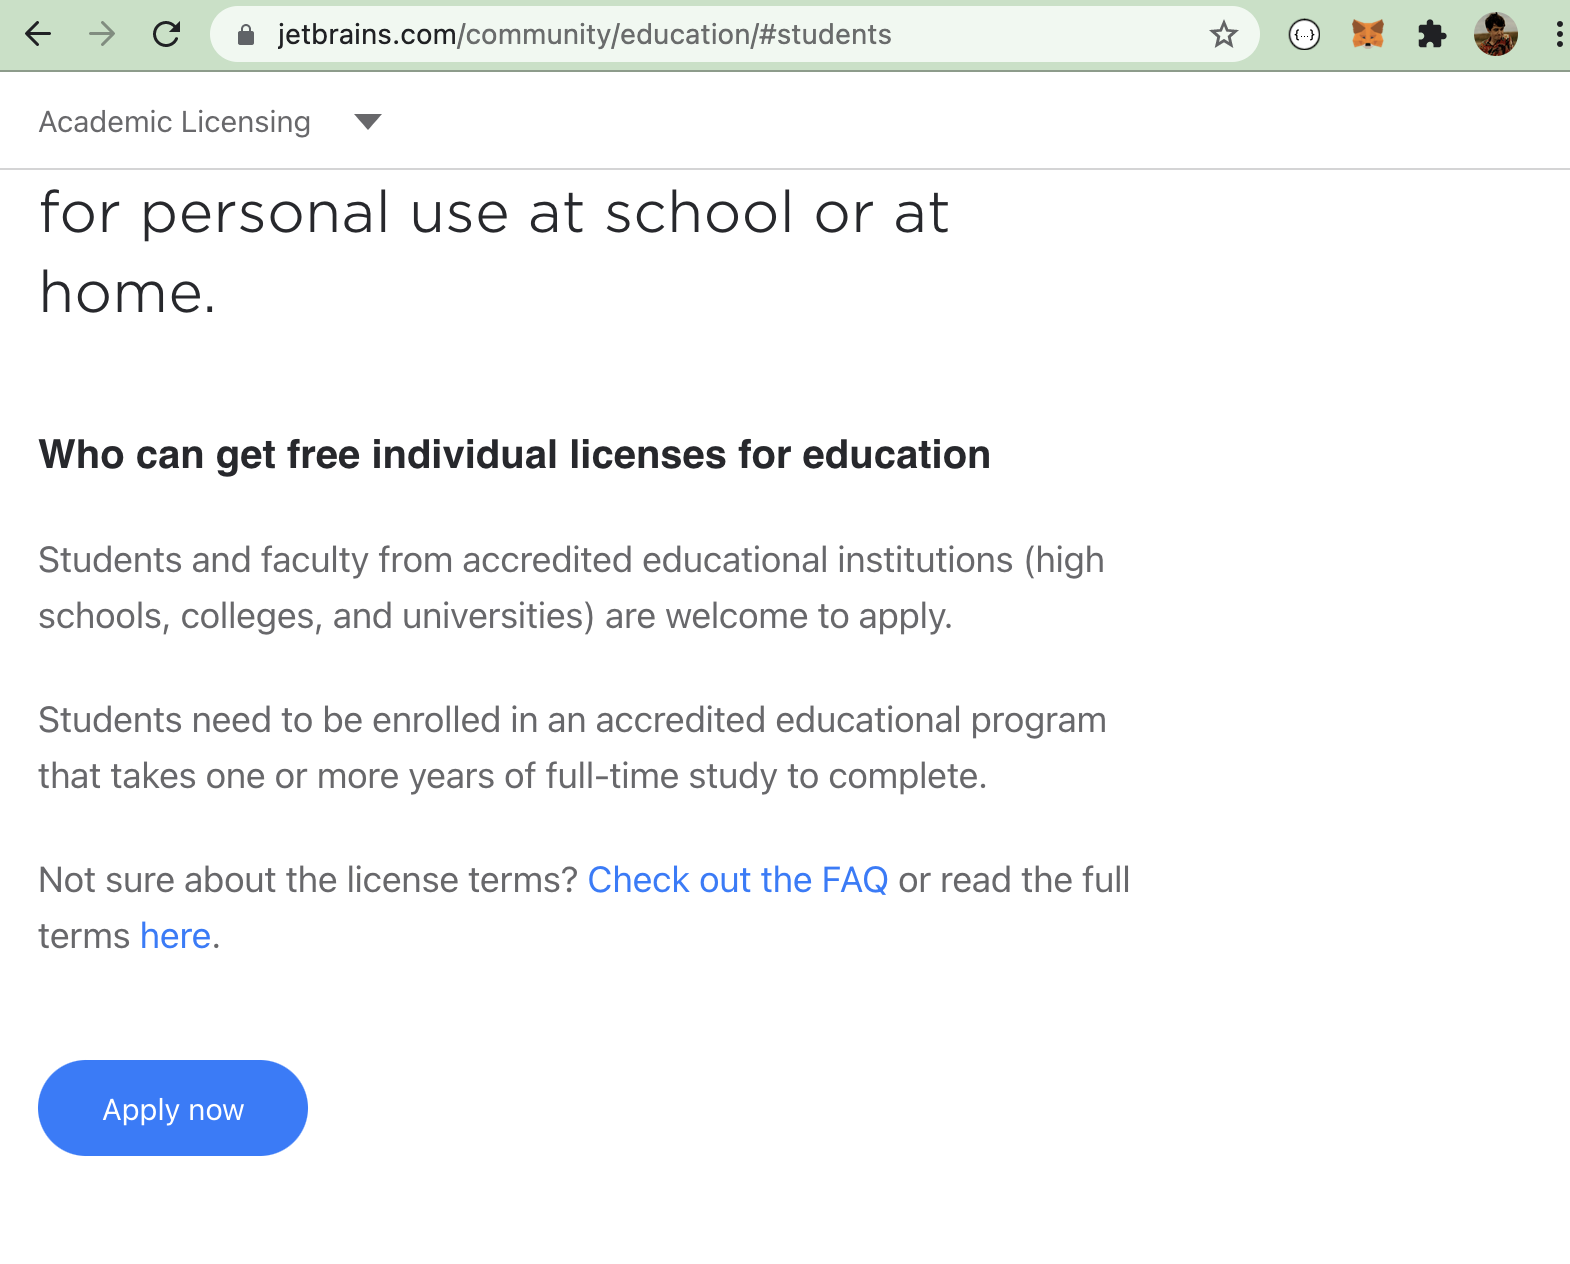 jetbrains.com/community/education/#students
{...}
Academic Licensing
for personal use at school or at
home.
Who can get free individual licenses for education
Students and faculty from accredited educational institutions (high
schools, colleges, and universities) are welcome to apply.
Students need to be enrolled in an accredited educational program
that takes one or more years of full-time study to complete.
Not sure about the license terms? Check out the FAQ or read the full
terms here.
Apply now